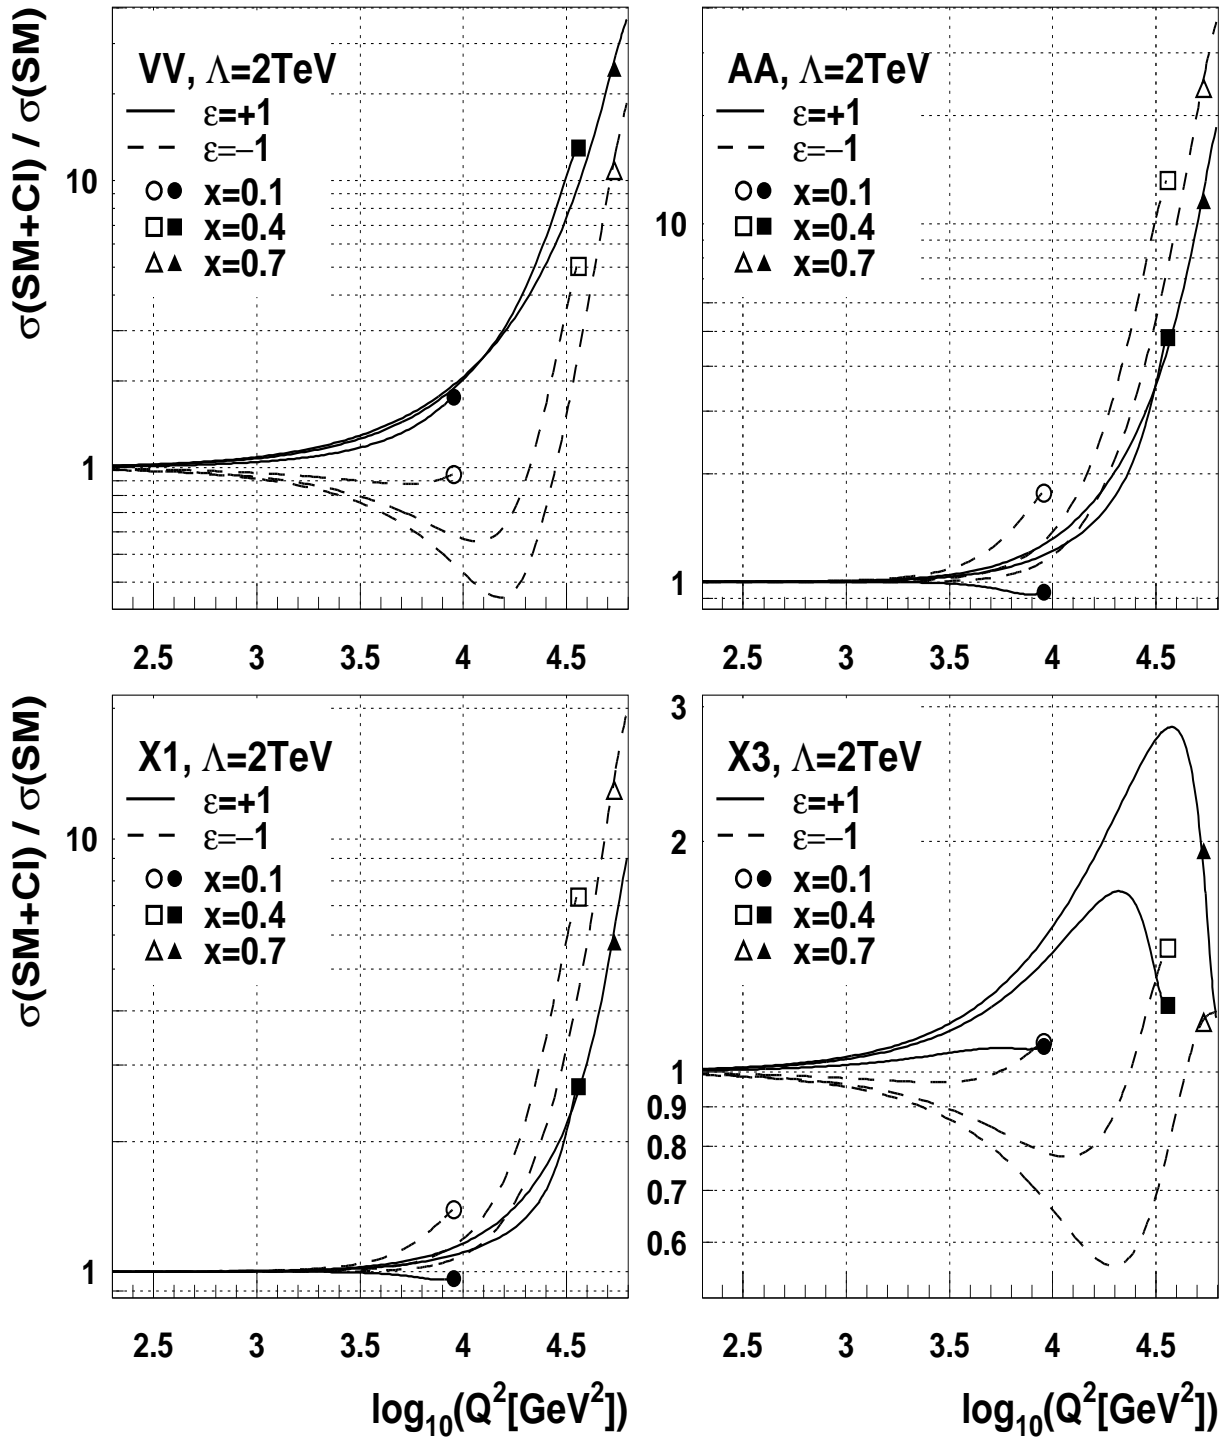 σ(SM+CI) / σ(SM)
VV, Λ=2TeV
ε=+1
ε=−1
x=0.1
x=0.4
x=0.7
10
1
2.5 3 3.5 4 4.5
AA, Λ=2TeV
ε=+1
ε=−1
x=0.1
x=0.4
x=0.7
10
1
2.5 3 3.5 4 4.5
σ(SM+CI) / σ(SM)
X1, Λ=2TeV
ε=+1
ε=−1
x=0.1
x=0.4
x=0.7
10
1
2.5 3 3.5 4 4.5
log₁₀(Q²[GeV²])
X3, Λ=2TeV
ε=+1
ε=−1
x=0.1
x=0.4
x=0.7
3
2
1
0.9
0.8
0.7
0.6
2.5 3 3.5 4 4.5
log₁₀(Q²[GeV²])